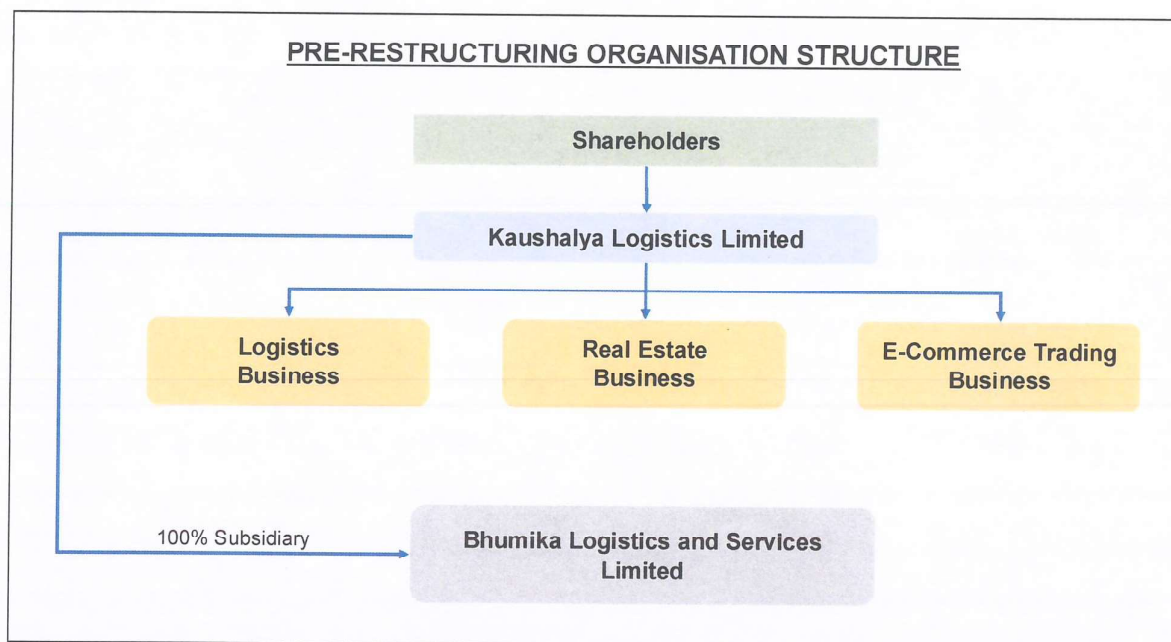 PRE-RESTRUCTURING ORGANISATION STRUCTURE
Shareholders
Kaushalya Logistics Limited
Logistics
Business
Real Estate
Business
E-Commerce Trading
Business
100% Subsidiary
Bhumika Logistics and Services
Limited